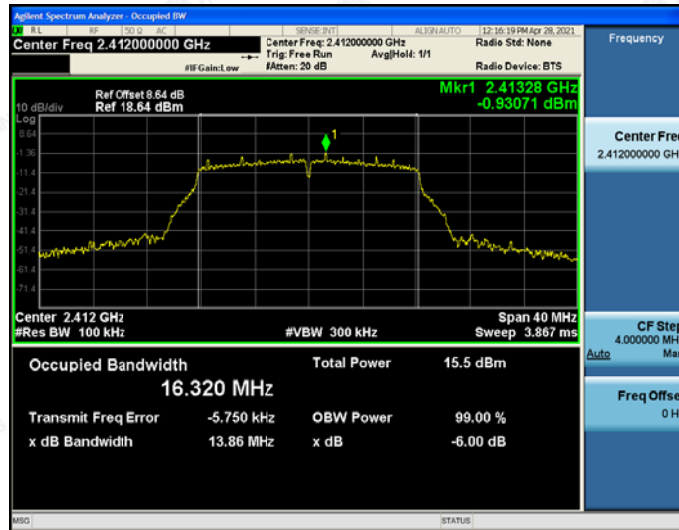 Agilent Spectrum Analyzer - Occupied BW
RL RF 50 Ω AC SENSE:INT ALIGN AUTO 12:16:19 PM Apr 28, 2021
Center Freq 2.412000000 GHz
Center Freq: 2.412000000 GHz
Trig: Free Run Avg|Hold: 1/1
#IFGain:Low #Atten: 20 dB
Radio Std: None
Radio Device: BTS
Ref Offset 8.64 dB
10 dB/div Ref 18.64 dBm
Log
Mkr1 2.41328 GHz
-0.93071 dBm
8.64
-1.36
-11.4
-21.4
-31.4
-41.4
-51.4
-61.4
-71.4
1
Center 2.412 GHz Span 40 MHz
#Res BW 100 kHz #VBW 300 kHz Sweep 3.867 ms
Occupied Bandwidth Total Power 15.5 dBm
16.320 MHz
Transmit Freq Error -5.750 kHz OBW Power 99.00 %
x dB Bandwidth 13.86 MHz x dB -6.00 dB
Frequency
Center Fre
2.412000000 GH
CF Step
4.000000 MH
Auto Ma
Freq Offse
0 H
MSG STATUS